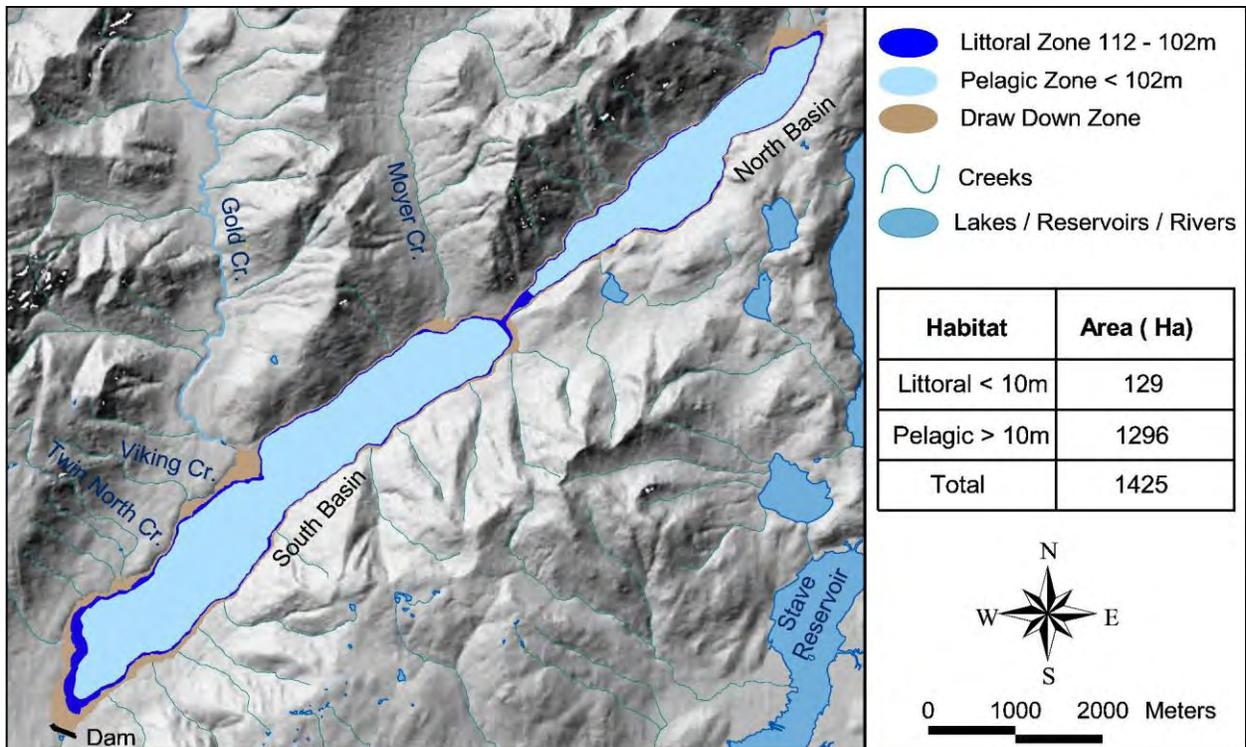 North Basin
Moyer Cr.
Gold Cr.
Viking Cr.
Twin North Cr.
South Basin
Stave
Reservoir
Dam
Littoral Zone 112 - 102m
Pelagic Zone < 102m
Draw Down Zone
Creeks
Lakes / Reservoirs / Rivers
Habitat Area ( Ha)
Littoral < 10m 129
Pelagic > 10m 1296
Total 1425
N
W E
S
0 1000 2000 Meters